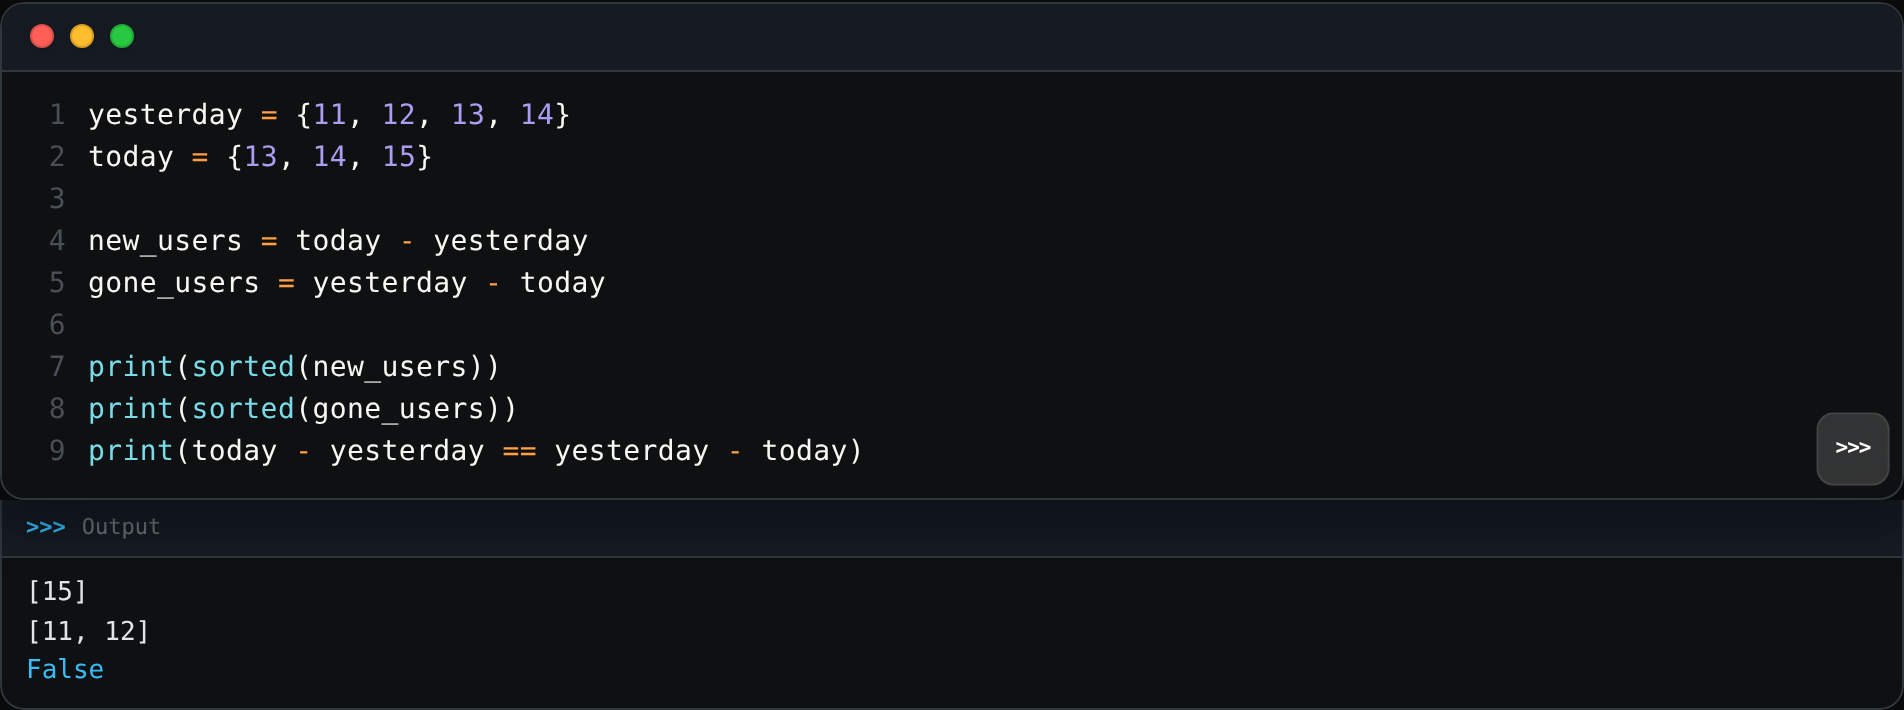 1 yesterday = {11, 12, 13, 14}
2 today = {13, 14, 15}
3
4 new_users = today - yesterday
5 gone_users = yesterday - today
6
7 print(sorted(new_users))
8 print(sorted(gone_users))
9 print(today - yesterday == yesterday - today)
>>>
>>> Output
[15]
[11, 12]
False